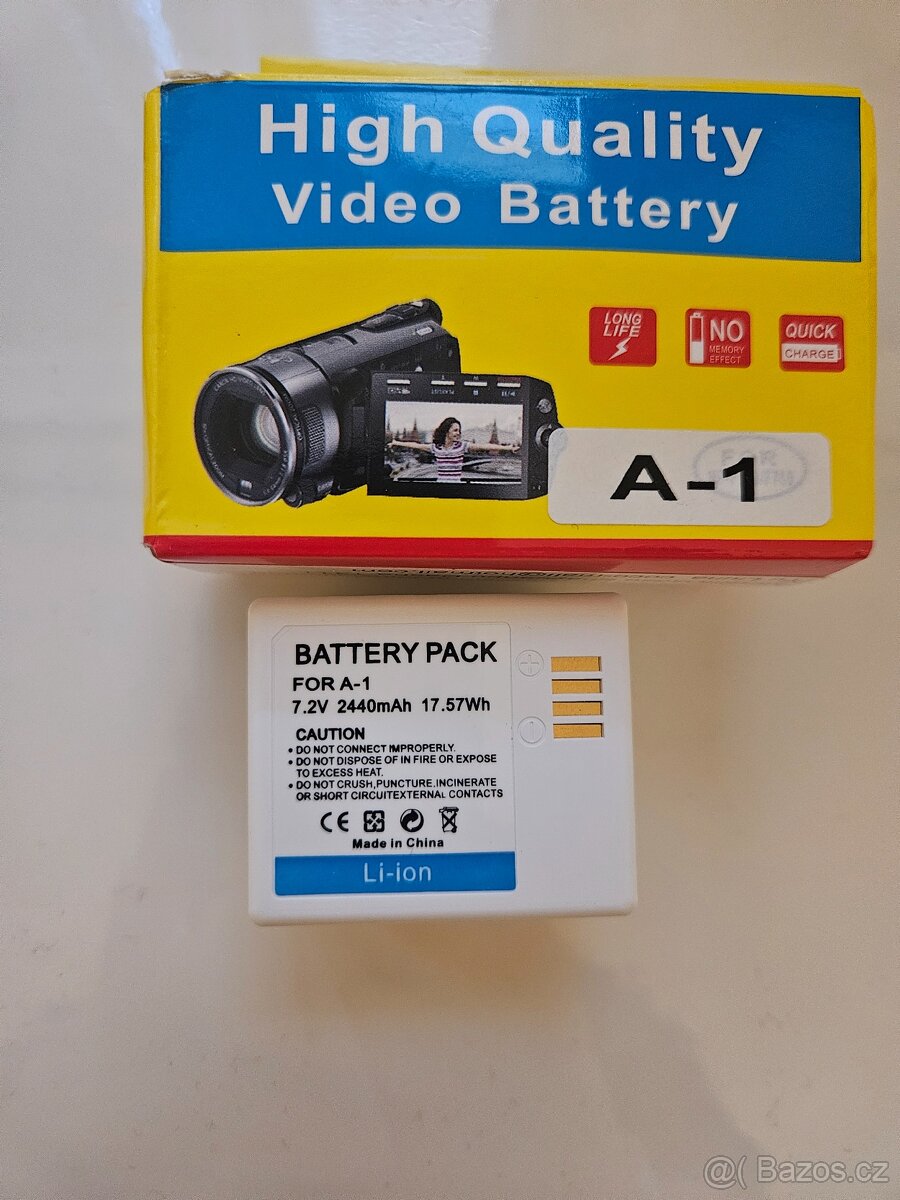 High Quality
Video Battery
LONG
LIFE
NO
MEMORY
EFFECT
QUICK
CHARGE
A-1
FOR
BATTERY PACK
FOR A-1
7.2V 2440mAh 17.57Wh
CAUTION
• DO NOT CONNECT IMPROPERLY.
• DO NOT DISPOSE OF IN FIRE OR EXPOSE
TO EXCESS HEAT.
• DO NOT CRUSH,PUNCTURE.INCINERATE
OR SHORT CIRCUITEXTERNAL CONTACTS
CE
Made in China
Li-ion
@( Bazos.cz